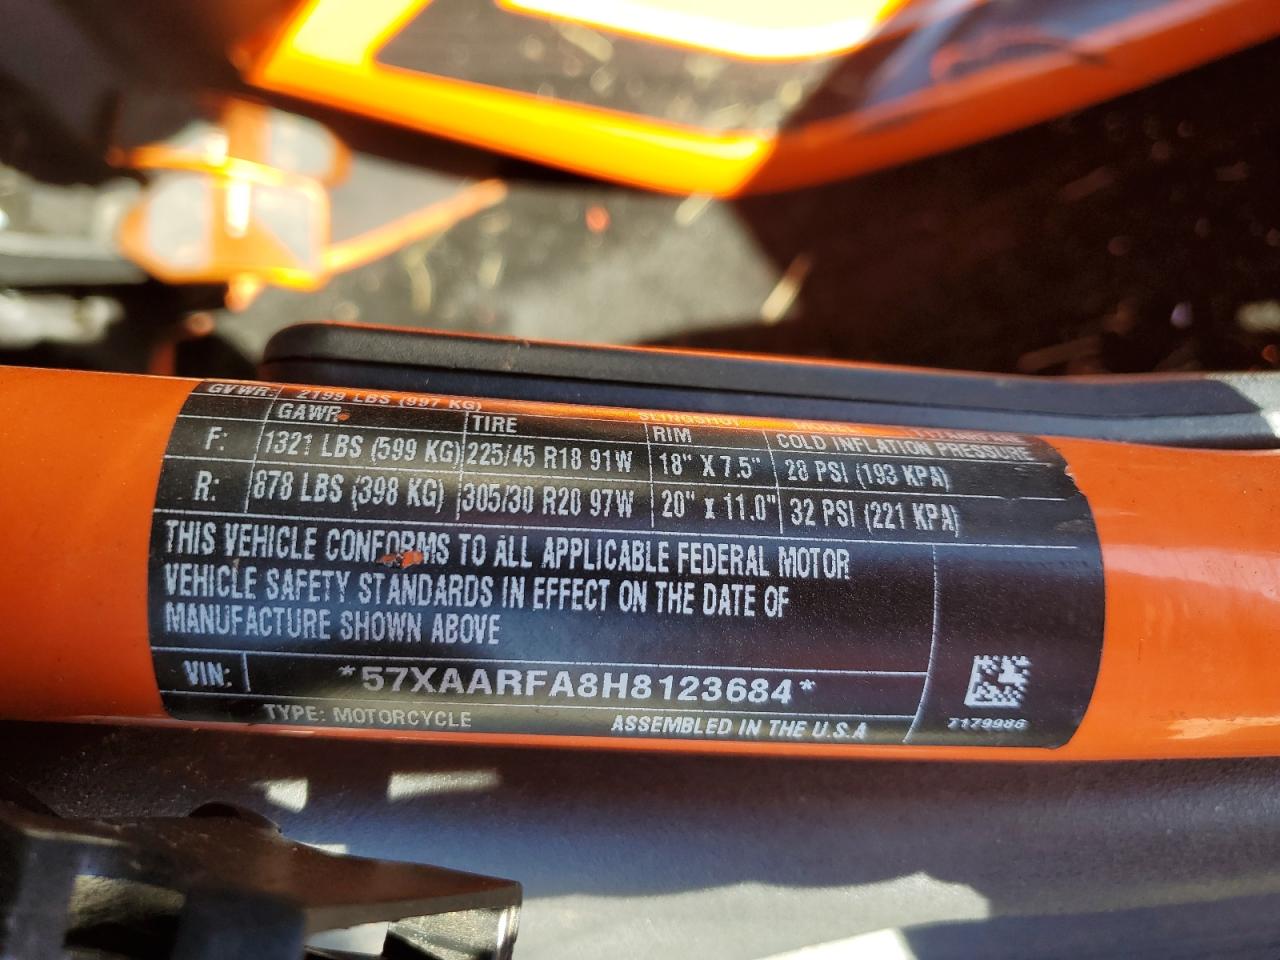 GVWR: 2199 LBS (997 KG) SLINGSHOT MODEL
GAWR TIRE RIM COLD INFLATION PRESSURE
F: 1321 LBS (599 KG) 225/45 R18 91W 18" X 7.5" 28 PSI (193 KPA)
R: 878 LBS (398 KG) 305/30 R20 97W 20" x 11.0" 32 PSI (221 KPA)
THIS VEHICLE CONFORMS TO ALL APPLICABLE FEDERAL MOTOR
VEHICLE SAFETY STANDARDS IN EFFECT ON THE DATE OF
MANUFACTURE SHOWN ABOVE
VIN: *57XAARFA8H8123684*
TYPE: MOTORCYCLE ASSEMBLED IN THE U.S.A
7179986